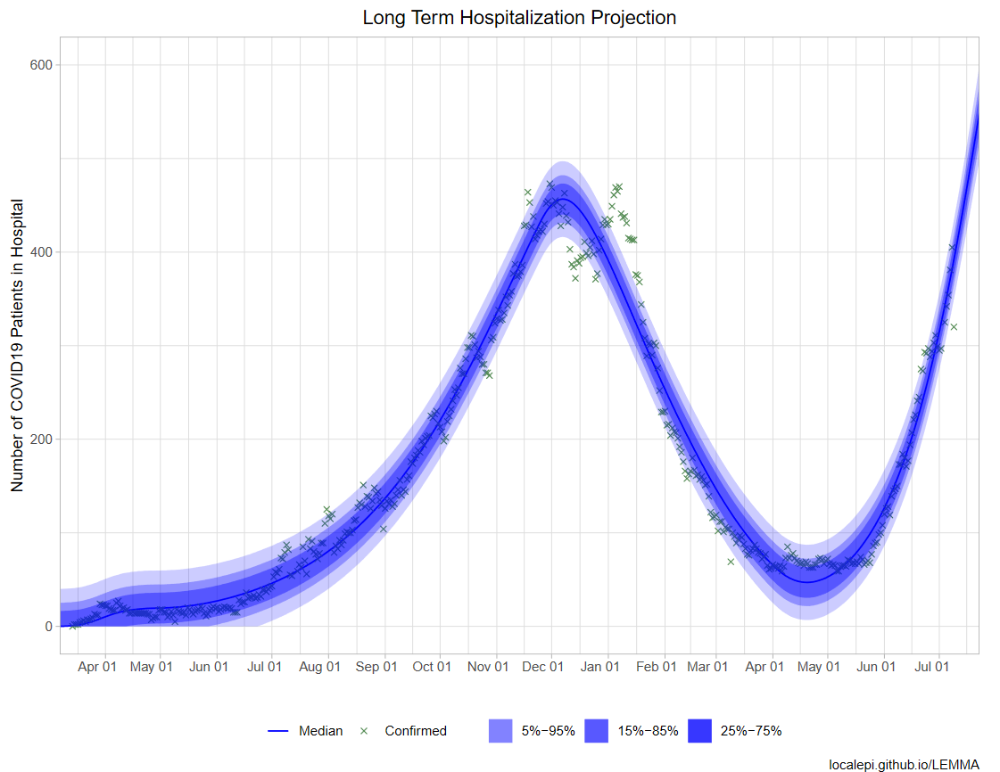 Long Term Hospitalization Projection
Number of COVID19 Patients in Hospital
600
400
200
0
Apr 01 May 01 Jun 01 Jul 01 Aug 01 Sep 01 Oct 01 Nov 01 Dec 01 Jan 01 Feb 01 Mar 01 Apr 01 May 01 Jun 01 Jul 01
Median Confirmed 5%−95% 15%−85% 25%−75%
localepi.github.io/LEMMA